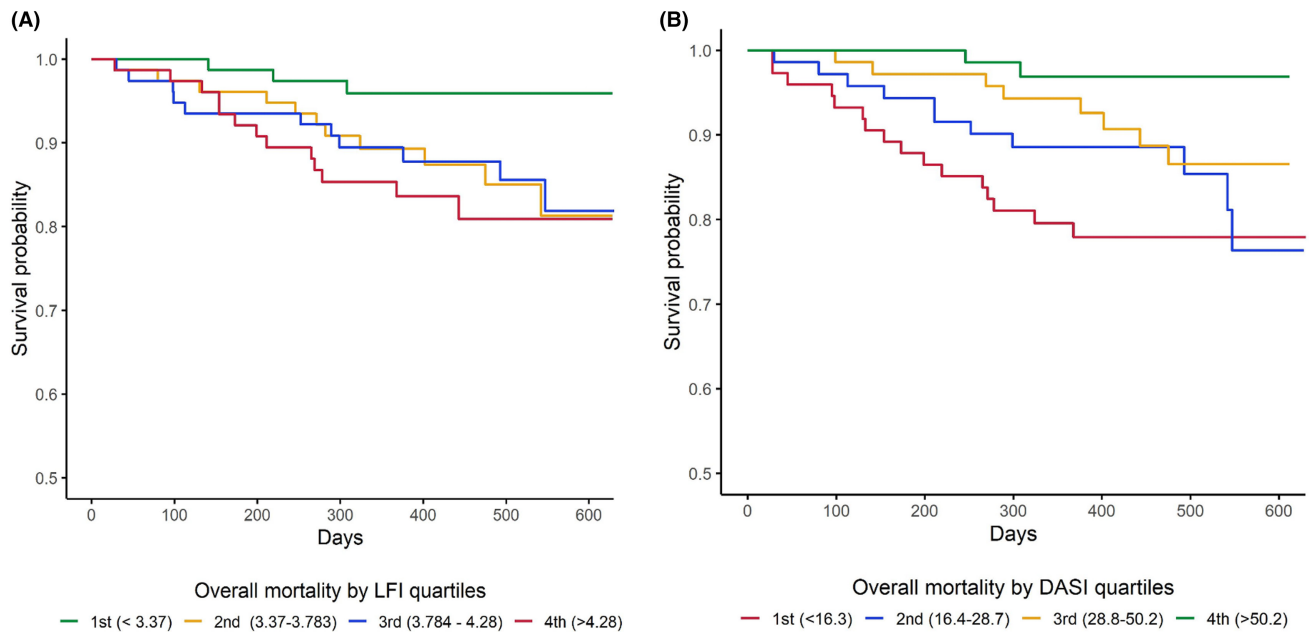 (A)
Survival probability
1.0
0.9
0.8
0.7
0.6
0.5
0 100 200 300 400 500 600
Days
Overall mortality by LFI quartiles
1st (< 3.37) 2nd (3.37-3.783) 3rd (3.784 - 4.28) 4th (>4.28)
(B)
Survival probability
1.0
0.9
0.8
0.7
0.6
0.5
0 100 200 300 400 500 600
Days
Overall mortality by DASI quartiles
1st (<16.3) 2nd (16.4-28.7) 3rd (28.8-50.2) 4th (>50.2)